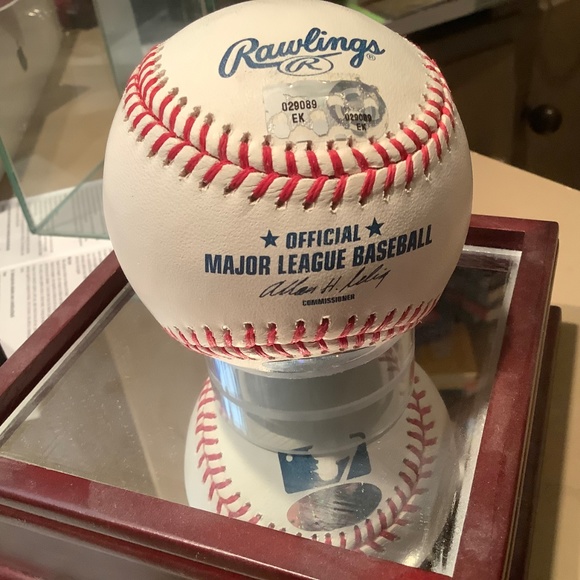 Rawlings
R
®
029089
EK
029089
EK
OFFICIAL
MAJOR LEAGUE BASEBALL
Allan H. Selig
COMMISSIONER